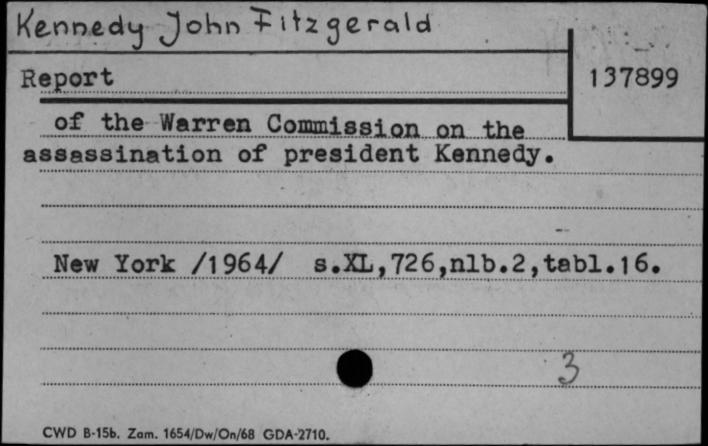 Kennedy John Fitzgerald
Report
137899
of the Warren Commission on the
assassination of president Kennedy.
New York /1964/ s.XL,726,nlb.2,tabl.16.
3
CWD B-15b. Zam. 1654/Dw/On/68 GDA-2710.